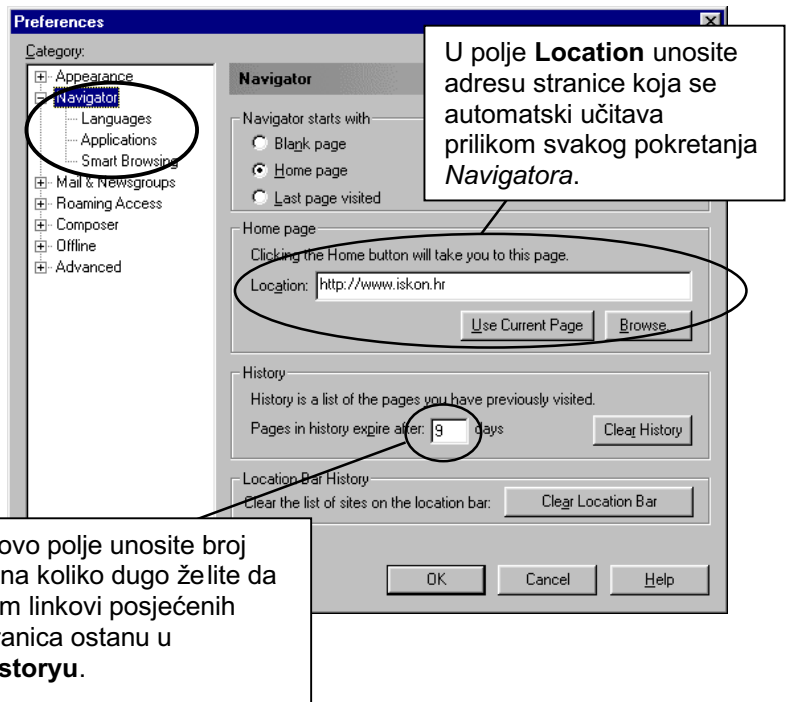 Preferences
Category:
Appearance
Navigator
Languages
Applications
Smart Browsing
Mail & Newsgroups
Roaming Access
Composer
Offline
Advanced
Navigator
Navigator starts with
Blank page
Home page
Last page visited
U polje Location unosite
adresu stranice koja se
automatski učitava
prilikom svakog pokretanja
Navigatora.
Home page
Clicking the Home button will take you to this page.
Location: http://www.iskon.hr
Use Current Page Browse...
History
History is a list of the pages you have previously visited.
Pages in history expire after: 9 days Clear History
Location Bar History
Clear the list of sites on the location bar: Clear Location Bar
ovo polje unosite broj
na koliko dugo želite da
m linkovi posjećenih
ranica ostanu u
storyu.
OK Cancel Help